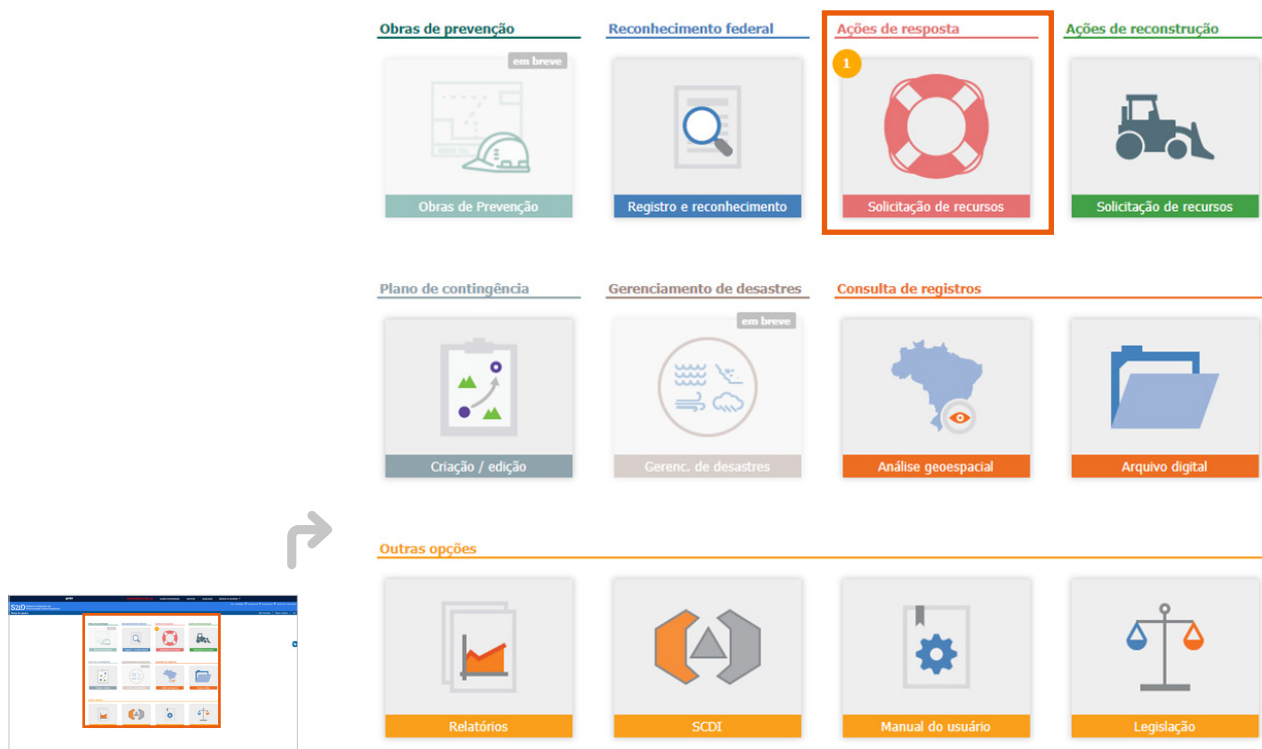 Obras de prevenção
Reconhecimento federal
Ações de resposta
Ações de reconstrução
em breve
1
Obras de Prevenção
Registro e reconhecimento
Solicitação de recursos
Solicitação de recursos
Plano de contingência
Gerenciamento de desastres
Consulta de registros
em breve
Criação / edição
Gerenc. de desastres
Análise geoespacial
Arquivo digital
Outras opções
S2iD
Relatórios
SCDI
Manual do usuário
Legislação